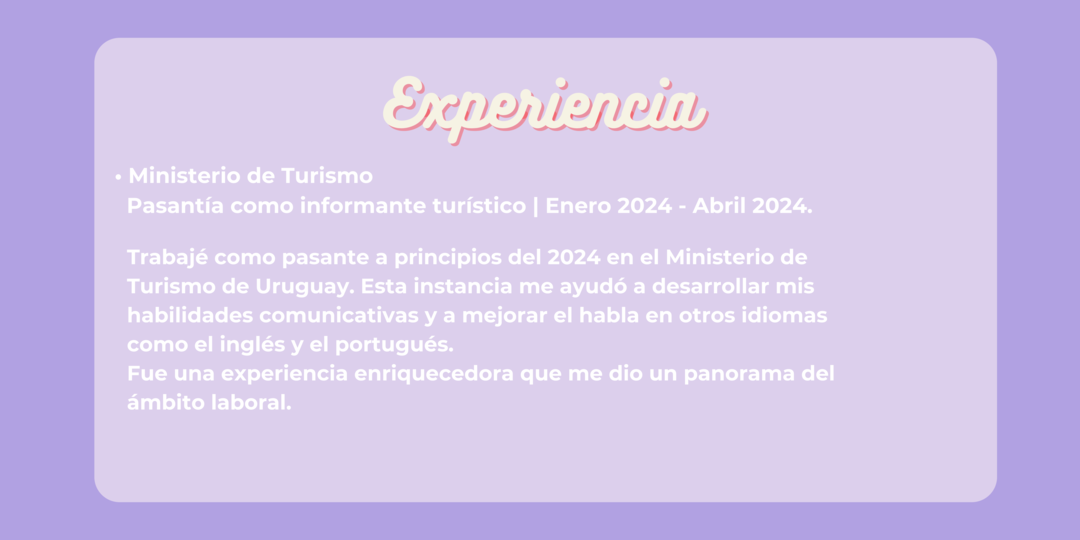 Experiencia
• Ministerio de Turismo
Pasantía como informante turístico | Enero 2024 - Abril 2024.
Trabajé como pasante a principios del 2024 en el Ministerio de
Turismo de Uruguay. Esta instancia me ayudó a desarrollar mis
habilidades comunicativas y a mejorar el habla en otros idiomas
como el inglés y el portugués.
Fue una experiencia enriquecedora que me dio un panorama del
ámbito laboral.